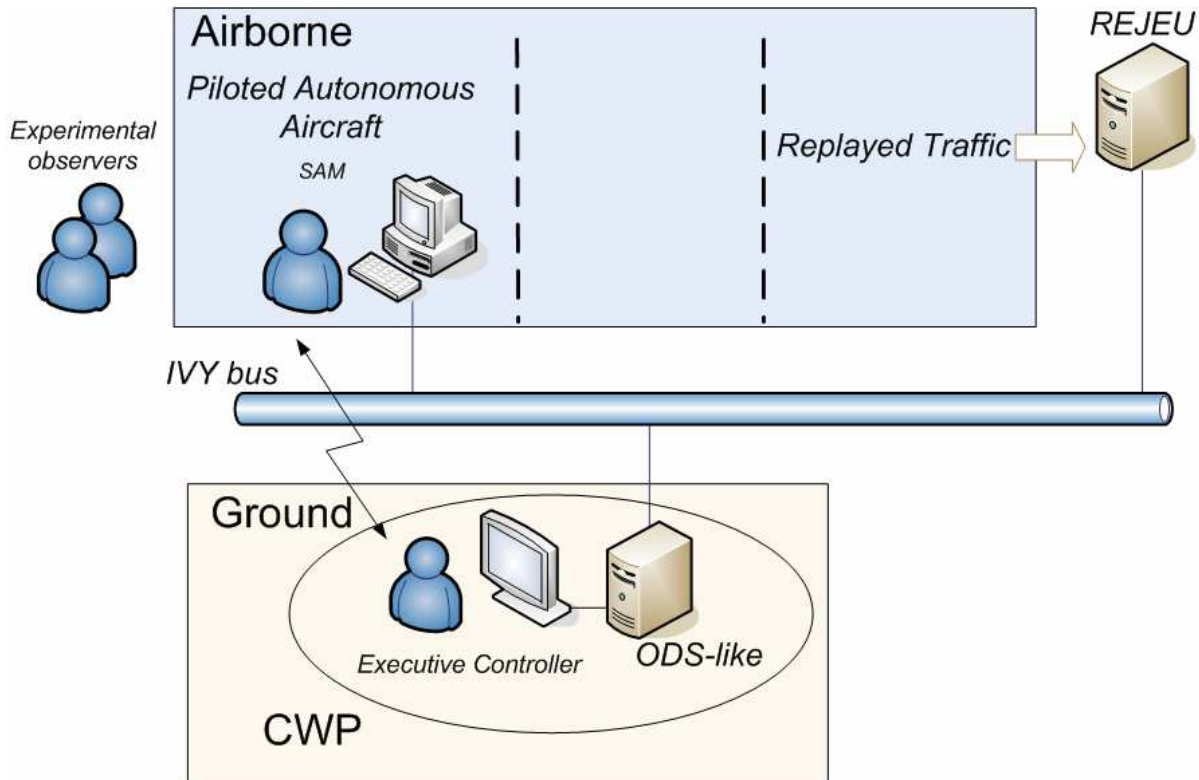 Airborne
REJEU
Piloted Autonomous
Aircraft
SAM
Experimental
observers
Replayed Traffic
IVY bus
Ground
Executive Controller
ODS-like
CWP